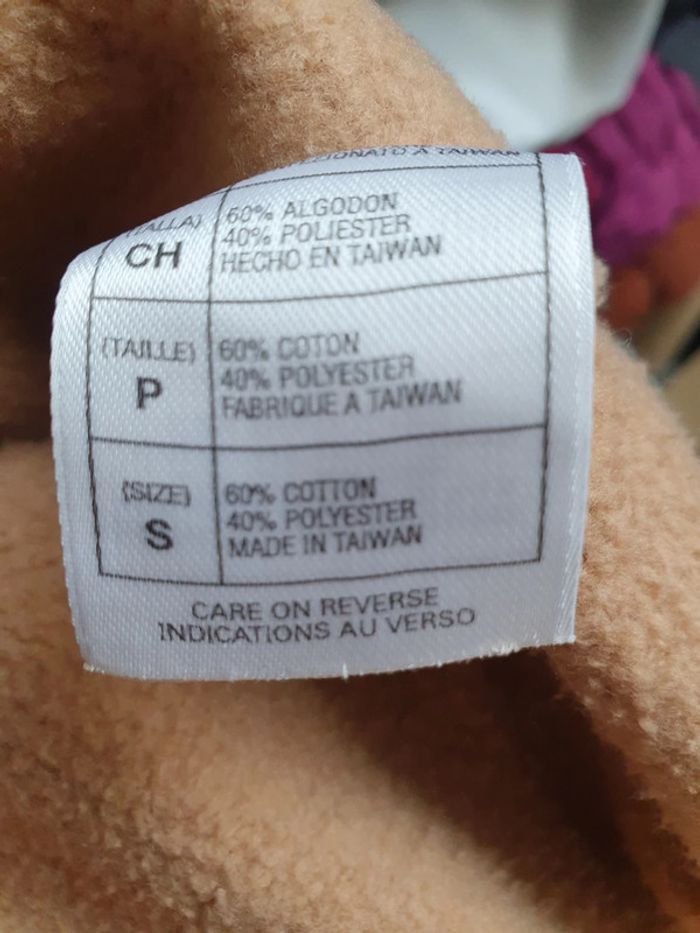 A TAIWAN
(TALLA)
CH
60% ALGODON
40% POLIESTER
HECHO EN TAIWAN
(TAILLE)
P
60% COTON
40% POLYESTER
FABRIQUE A TAIWAN
(SIZE)
S
60% COTTON
40% POLYESTER
MADE IN TAIWAN
CARE ON REVERSE
INDICATIONS AU VERSO